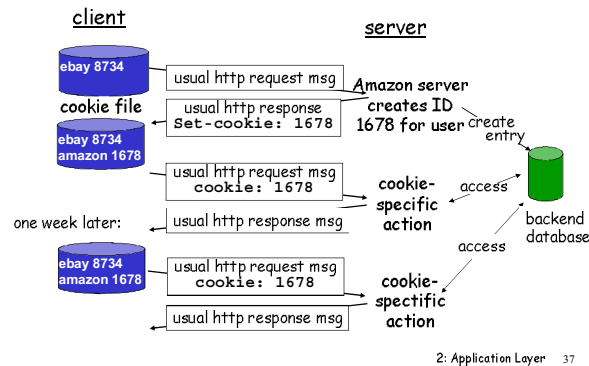 client
server
ebay 8734
usual http request msg
Amazon server
creates ID
1678 for user
cookie file
usual http response
Set-cookie: 1678
create
entry
ebay 8734
amazon 1678
usual http request msg
cookie: 1678
cookie-
specific
action
access
one week later:
usual http response msg
backend
database
access
ebay 8734
amazon 1678
usual http request msg
cookie: 1678
cookie-
spectific
action
usual http response msg
2: Application Layer 37